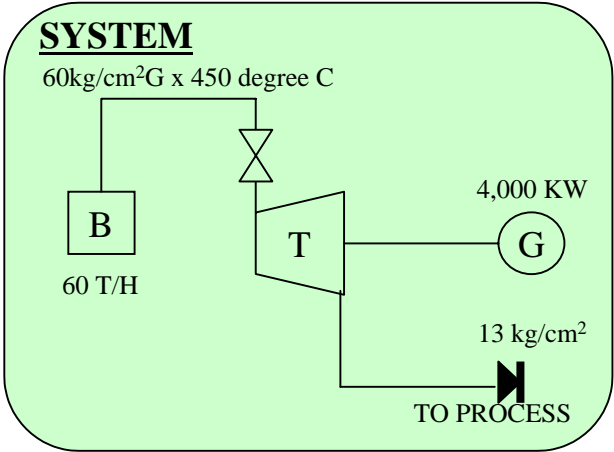 SYSTEM
60kg/cm²G x 450 degree C
4,000 KW
B
T
G
60 T/H
13 kg/cm²
TO PROCESS